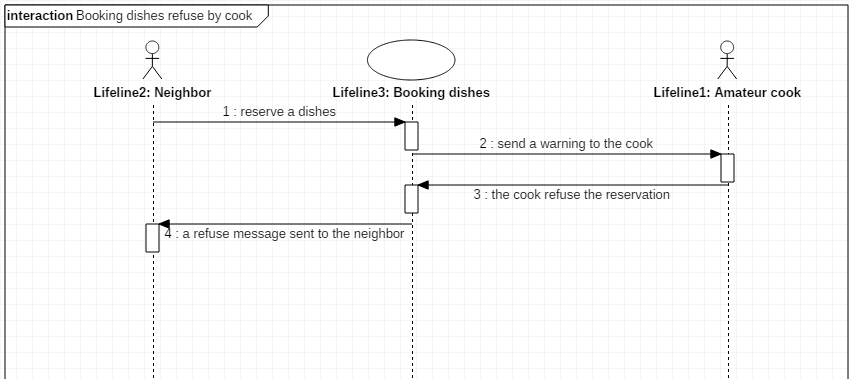 interaction Booking dishes refuse by cook
Lifeline2: Neighbor
Lifeline3: Booking dishes
Lifeline1: Amateur cook
1 : reserve a dishes
2 : send a warning to the cook
3 : the cook refuse the reservation
4 : a refuse message sent to the neighbor